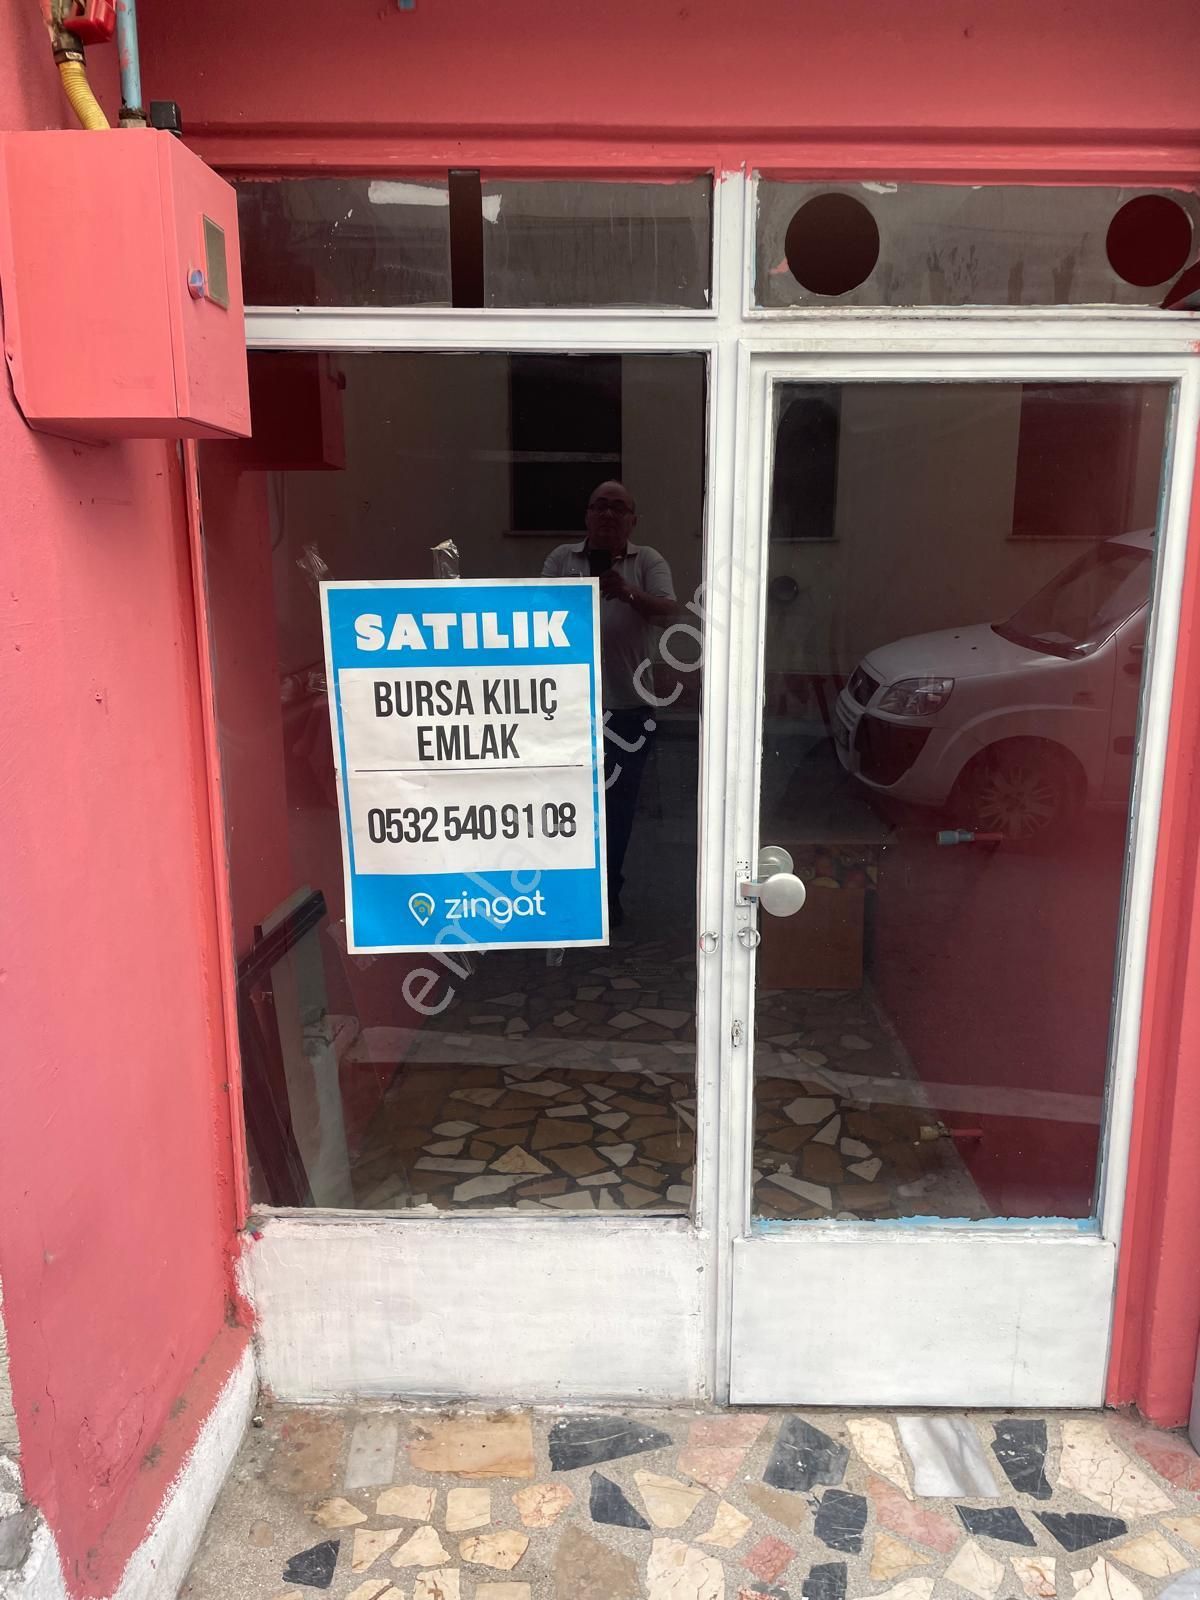 SATILIK
BURSA KILIÇ
EMLAK
0532 540 91 08
zingat
emlakjet.com